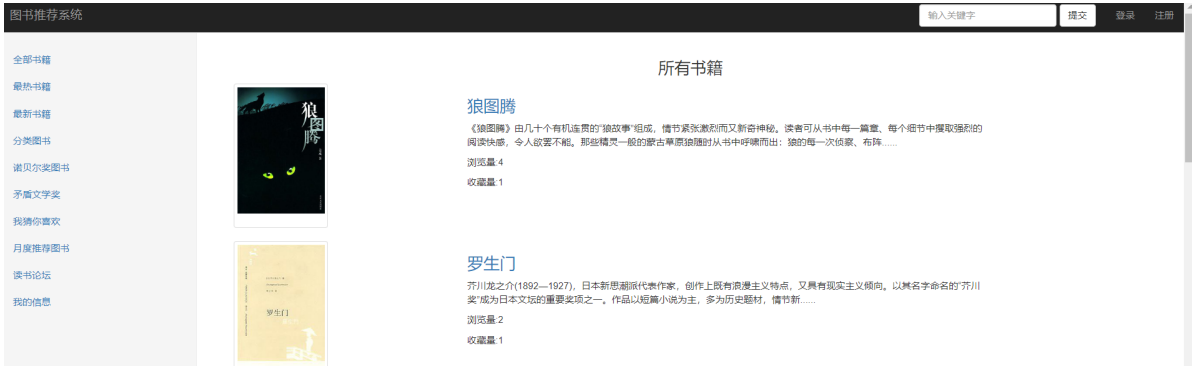 图书推荐系统
输入关键字
提交
登录
注册
全部书籍
最热书籍
最新书籍
分类图书
诺贝尔奖图书
矛盾文学奖
我猜你喜欢
月度推荐图书
读书论坛
我的信息
所有书籍
狼图腾
狼图腾
《狼图腾》由几十个有机连贯的"狼故事"组成，情节紧张激烈而又新奇神秘。读者可从书中每一篇章、每个细节中攫取强烈的
阅读快感，令人欲罢不能。那些精灵一般的蒙古草原狼随时从书中呼啸而出：狼的每一次侦察、布阵......
浏览量:4
收藏量:1
罗生门
罗生门
芥川龙之介(1892—1927)，日本新思潮派代表作家，创作上既有浪漫主义特点，又具有现实主义倾向。以其名字命名的"芥川
奖"成为日本文坛的重要奖项之一。作品以短篇小说为主，多为历史题材，情节新......
浏览量:2
收藏量:1